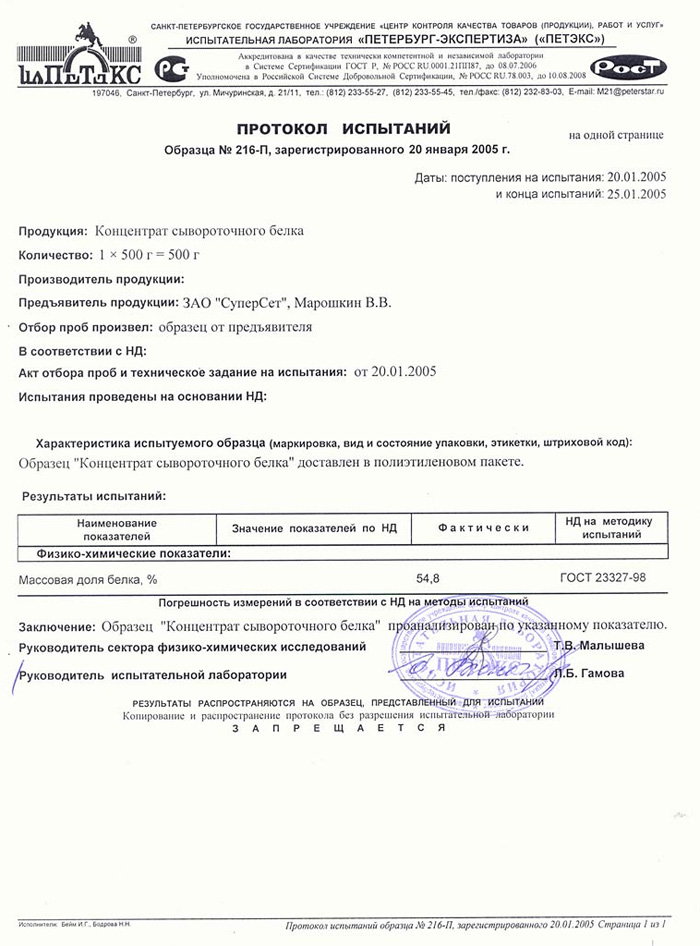 САНКТ-ПЕТЕРБУРГСКОЕ ГОСУДАРСТВЕННОЕ УЧРЕЖДЕНИЕ «ЦЕНТР КОНТРОЛЯ КАЧЕСТВА ТОВАРОВ (ПРОДУКЦИИ), РАБОТ И УСЛУГ»
ИСПЫТАТЕЛЬНАЯ ЛАБОРАТОРИЯ «ПЕТЕРБУРГ-ЭКСПЕРТИЗА» («ПЕТЭКС»)
Аккредитована в качестве технически компетентной и независимой лаборатории
в Системе Сертификации ГОСТ Р, № РОСС RU.0001.21ПП87, до 08.07.2006
Уполномочена в Российской Системе Добровольной Сертификации, № РОСС RU.78.003, до 10.08.2008
ИЛ ПЕТЭКС ®
РОСТ
197046, Санкт-Петербург, ул. Мичуринская, д. 21/11, тел.: (812) 233-55-27, (812) 233-55-45, тел./факс: (812) 232-83-03, E-mail: M21@peterstar.ru
ПРОТОКОЛ ИСПЫТАНИЙ
на одной странице
Образца № 216-П, зарегистрированного 20 января 2005 г.
Даты: поступления на испытания: 20.01.2005
и конца испытаний: 25.01.2005
Продукция: Концентрат сывороточного белка
Количество: 1 × 500 г = 500 г
Производитель продукции:
Предъявитель продукции: ЗАО "СуперСет", Марошкин В.В.
Отбор проб произвел: образец от предъявителя
В соответствии с НД:
Акт отбора проб и техническое задание на испытания: от 20.01.2005
Испытания проведены на основании НД:
Характеристика испытуемого образца (маркировка, вид и состояние упаковки, этикетки, штриховой код):
Образец "Концентрат сывороточного белка" доставлен в полиэтиленовом пакете.
Результаты испытаний:
Наименование показателей Значение показателей по НД Фактически НД на методику испытаний
Физико-химические показатели:
Массовая доля белка, % 54,8 ГОСТ 23327-98
Погрешность измерений в соответствии с НД на методы испытаний
Заключение: Образец "Концентрат сывороточного белка" проанализирован по указанному показателю.
Руководитель сектора физико-химических исследований Т.В. Малышева
Руководитель испытательной лаборатории Л.Б. Гамова
РЕЗУЛЬТАТЫ РАСПРОСТРАНЯЮТСЯ НА ОБРАЗЕЦ, ПРЕДСТАВЛЕННЫЙ ДЛЯ ИСПЫТАНИЙ
Копирование и распространение протокола без разрешения испытательной лаборатории
ЗАПРЕЩАЕТСЯ
Исполнители: Бейм И.Г., Бодрова Н.Н.
Протокол испытаний образца № 216-П, зарегистрированного 20.01.2005 Страница 1 из 1